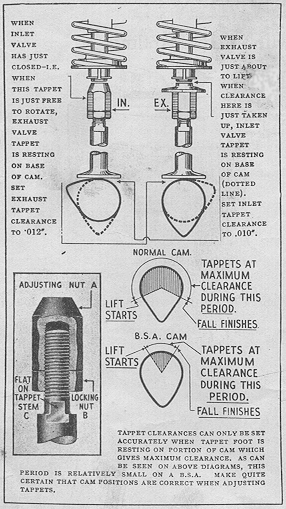 WHEN
INLET
VALVE
HAS JUST
CLOSED–I.E.
WHEN
THIS TAPPET
IS JUST FREE
TO ROTATE,
EXHAUST
VALVE
TAPPET
IS RESTING
ON BASE
OF CAM.
SET
EXHAUST
TAPPET
CLEARANCE
TO ·012".
IN.
EX.
WHEN
EXHAUST
VALVE IS
JUST ABOUT
TO LIFT
WHEN
CLEARANCE
HERE IS
JUST TAKEN
UP, INLET
VALVE
TAPPET
IS RESTING
ON BASE
OF CAM
(DOTTED
LINE).
SET INLET
TAPPET
CLEARANCE
TO .010".
NORMAL CAM.
TAPPETS AT
MAXIMUM
CLEARANCE
DURING THIS
PERIOD.
LIFT
STARTS
FALL FINISHES.
B.S.A. CAM
LIFT
STARTS
TAPPETS AT
MAXIMUM
CLEARANCE
DURING THIS
PERIOD.
FALL FINISHES
ADJUSTING NUT A
FLAT
ON
TAPPET
STEM
C
LOCKING
NUT
B
TAPPET CLEARANCES CAN ONLY BE SET
ACCURATELY WHEN TAPPET FOOT IS
RESTING ON PORTION OF CAM WHICH
GIVES MAXIMUM CLEARANCE. AS CAN
BE SEEN ON ABOVE DIAGRAMS, THIS
PERIOD IS RELATIVELY SMALL ON A B.S.A. MAKE QUITE
CERTAIN THAT CAM POSITIONS ARE CORRECT WHEN ADJUSTING
TAPPETS.